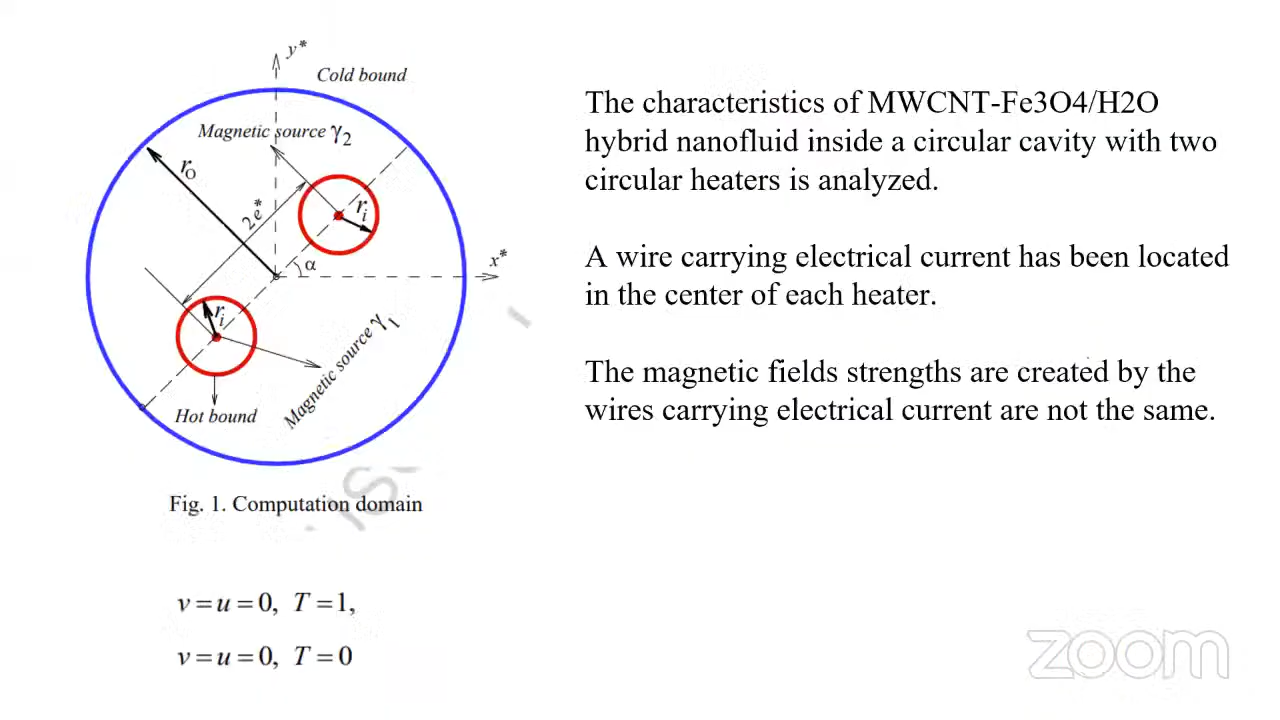 y*
Cold bound
Magnetic source γ2
rO
2e*
ri
α
x*
ri
Magnetic source γ1
Hot bound
Fig. 1. Computation domain
v = u = 0, T = 1,
v = u = 0, T = 0
The characteristics of MWCNT-Fe3O4/H2O
hybrid nanofluid inside a circular cavity with two
circular heaters is analyzed.
A wire carrying electrical current has been located
in the center of each heater.
The magnetic fields strengths are created by the
wires carrying electrical current are not the same.
zoom